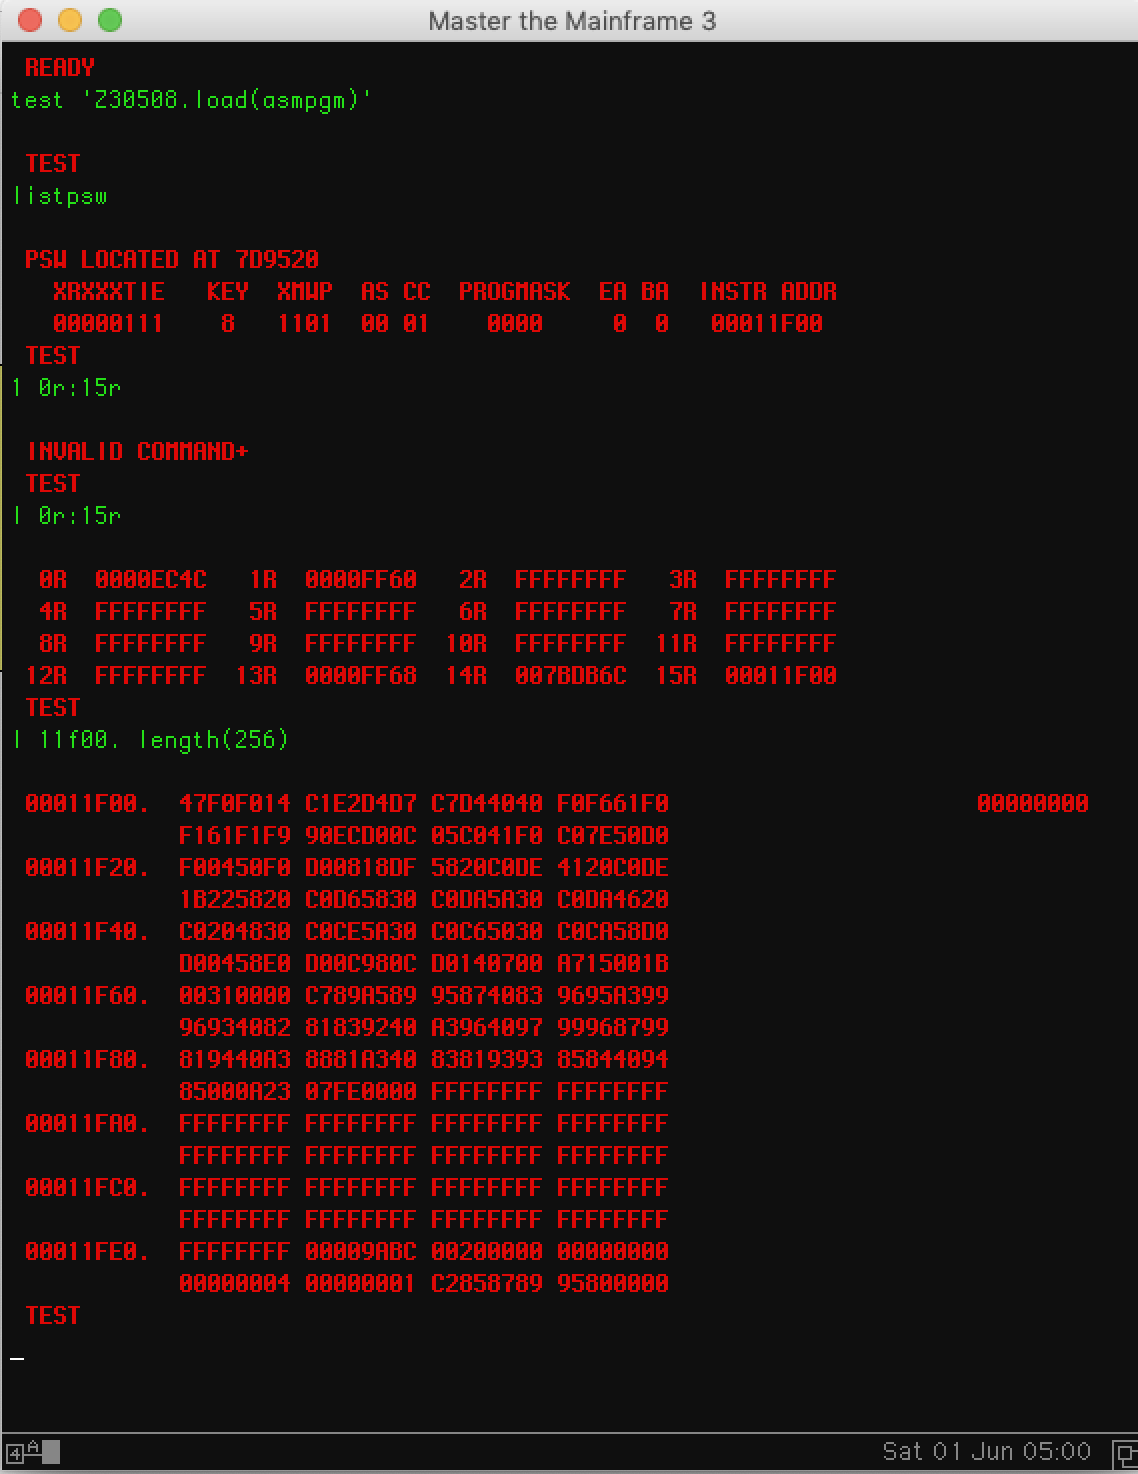 Master the Mainframe 3
READY
test 'Z30508.load(asmpgm)'
TEST
listpsw
PSW LOCATED AT 7D9520
XRXXXTIE KEY XMWP AS CC PROGMASK EA BA INSTR ADDR
00000111 8 1101 00 01 0000 0 0 00011F00
TEST
1 0r:15r
INVALID COMMAND+
TEST
l 0r:15r
0R 0000EC4C 1R 0000FF60 2R FFFFFFFF 3R FFFFFFFF
4R FFFFFFFF 5R FFFFFFFF 6R FFFFFFFF 7R FFFFFFFF
8R FFFFFFFF 9R FFFFFFFF 10R FFFFFFFF 11R FFFFFFFF
12R FFFFFFFF 13R 0000FF68 14R 007BDB6C 15R 00011F00
TEST
l 11f00. length(256)
00011F00. 47F0F014 C1E2D4D7 C7D44040 F0F661F0 00000000
F161F1F9 90ECD00C 05C041F0 C07E50D0
00011F20. F00450F0 D00818DF 5820C0DE 4120C0DE
1B225820 C0D65830 C0DA5A30 C0DA4620
00011F40. C0204830 C0CE5A30 C0C65030 C0CA58D0
D00458E0 D00C980C D0140700 A715001B
00011F60. 00310000 C789A589 95874083 9695A399
96934082 81839240 A3964097 99968799
00011F80. 819440A3 8881A340 83819393 85844094
85000A23 07FE0000 FFFFFFFF FFFFFFFF
00011FA0. FFFFFFFF FFFFFFFF FFFFFFFF FFFFFFFF
FFFFFFFF FFFFFFFF FFFFFFFF FFFFFFFF
00011FC0. FFFFFFFF FFFFFFFF FFFFFFFF FFFFFFFF
FFFFFFFF FFFFFFFF FFFFFFFF FFFFFFFF
00011FE0. FFFFFFFF 00009ABC 00200000 00000000
00000004 00000001 C2858789 95800000
TEST
4 A Sat 01 Jun 05:00